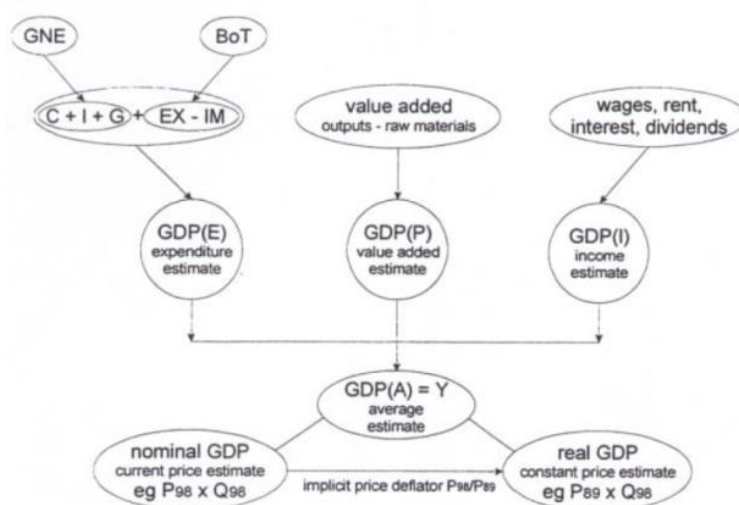 GNE
BoT
C + I + G + EX - IM
value added
outputs - raw materials
wages, rent,
interest, dividends
GDP(E)
expenditure
estimate
GDP(P)
value added
estimate
GDP(I)
income
estimate
GDP(A) = Y
average
estimate
nominal GDP
current price estimate
eg P98 x Q98
implicit price deflator P98/P89
real GDP
constant price estimate
eg P89 x Q98